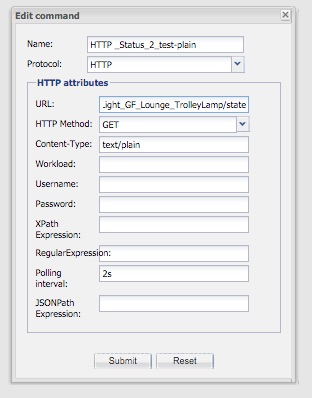 Edit command
Name: HTTP _Status_2_test-plain
Protocol: HTTP
HTTP attributes
URL: .ight_GF_Lounge_TrolleyLamp/state
HTTP Method: GET
Content-Type: text/plain
Workload:
Username:
Password:
XPath
Expression:
RegularExpression:
Polling
interval: 2s
JSONPath
Expression:
Submit Reset